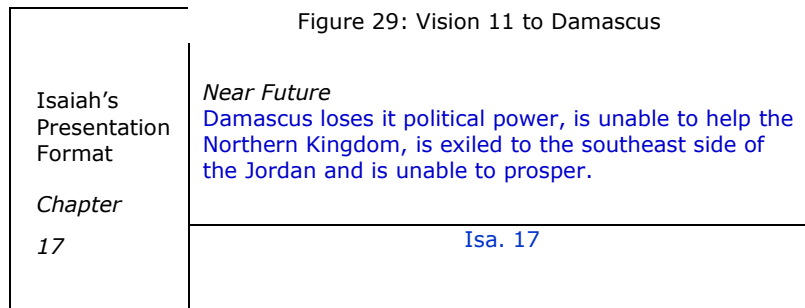 Figure 29: Vision 11 to Damascus
Isaiah's
Presentation
Format
Chapter
17
Near Future
Damascus loses it political power, is unable to help the
Northern Kingdom, is exiled to the southeast side of
the Jordan and is unable to prosper.
Isa. 17